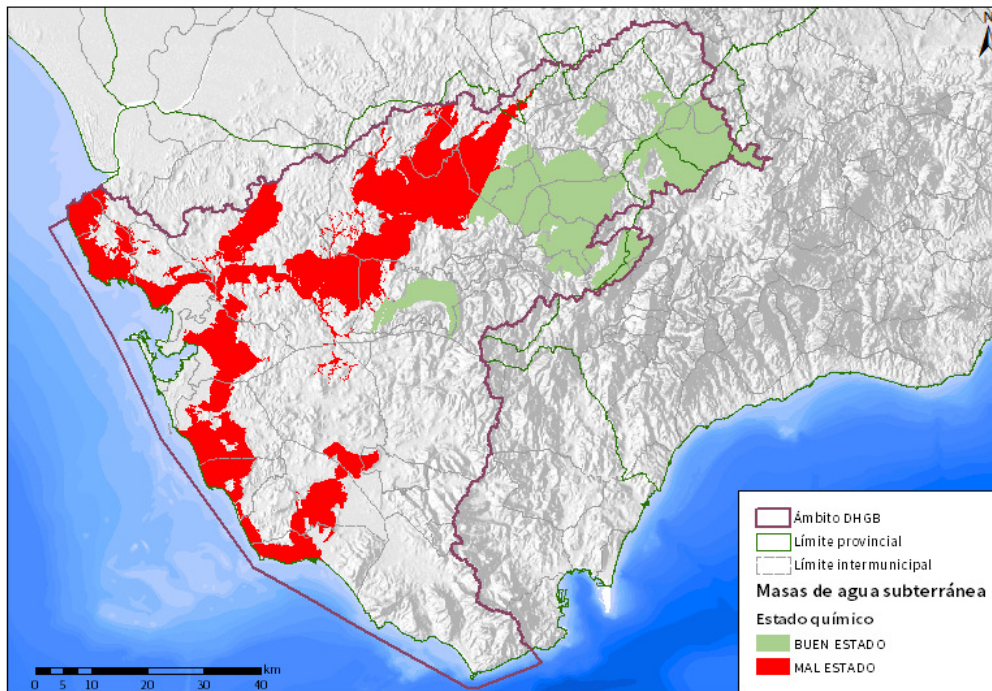 N
Ámbito DHGB
Límite provincial
Límite intermunicipal
Masas de agua subterránea
Estado químico
BUEN ESTADO
MAL ESTADO
km
0 5 10 20 30 40